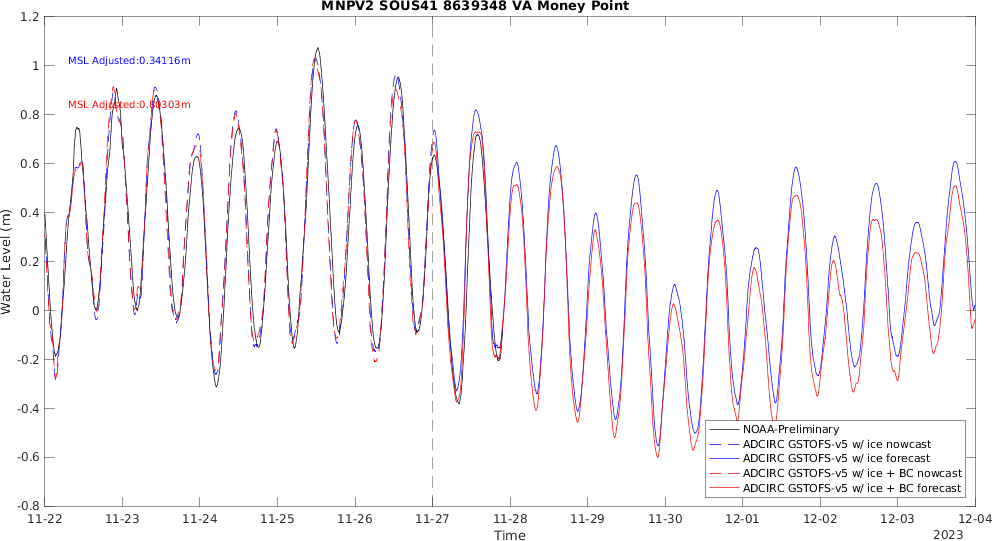 MNPV2 SOUS41 8639348 VA Money Point
MSL Adjusted:0.34116m
MSL Adjusted:0.80303m
Water Level (m)
1.2
1
0.8
0.6
0.4
0.2
0
-0.2
-0.4
-0.6
-0.8
NOAA-Preliminary
ADCIRC GSTOFS-v5 w/ ice nowcast
ADCIRC GSTOFS-v5 w/ ice forecast
ADCIRC GSTOFS-v5 w/ ice + BC nowcast
ADCIRC GSTOFS-v5 w/ ice + BC forecast
11-22 11-23 11-24 11-25 11-26 11-27 11-28 11-29 11-30 12-01 12-02 12-03 12-04
Time
2023